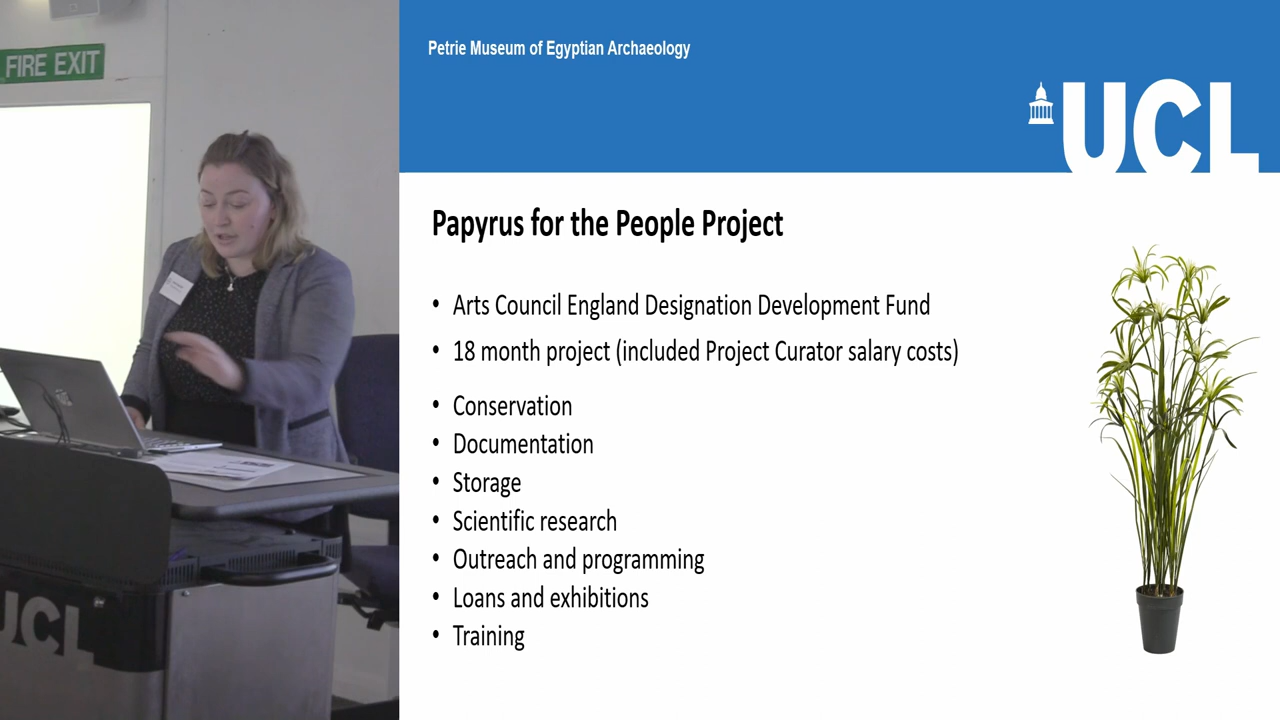 FIRE EXIT
Petrie Museum of Egyptian Archaeology
UCL
Papyrus for the People Project
• Arts Council England Designation Development Fund
• 18 month project (included Project Curator salary costs)
• Conservation
• Documentation
• Storage
• Scientific research
• Outreach and programming
• Loans and exhibitions
• Training
UCL